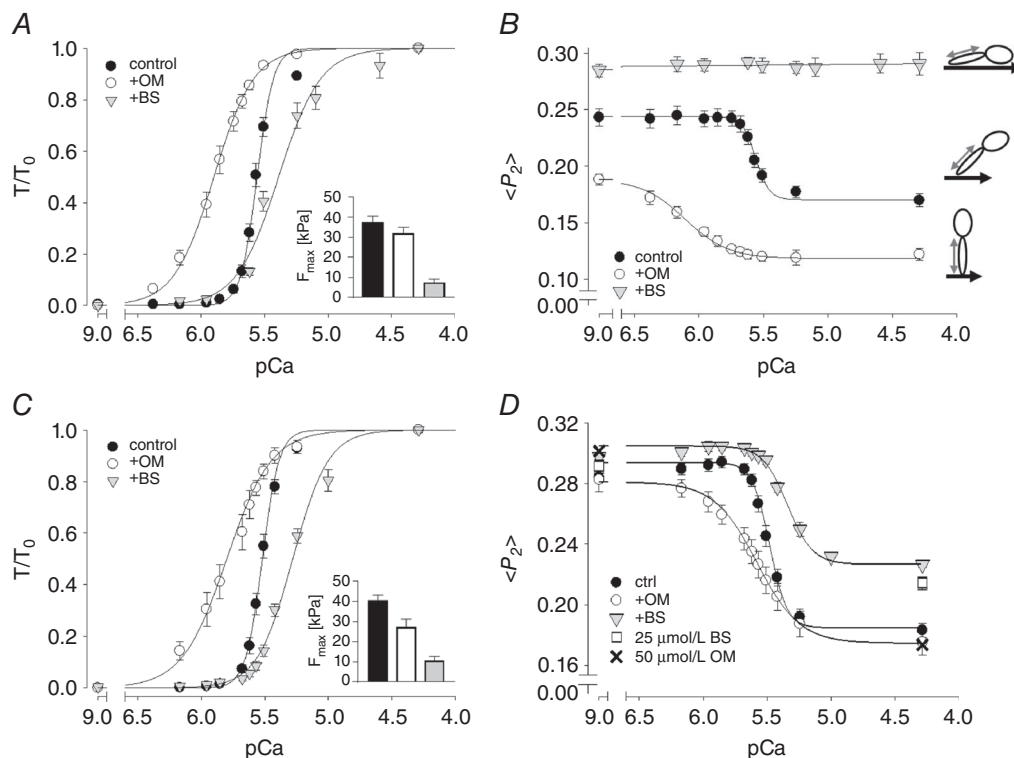 A
1.0
0.8
0.6
0.4
0.2
0.0
T/T0
control
+OM
+BS
Fmax [kPa]
50
40
30
20
10
0
9.0 6.5 6.0 5.5 5.0 4.5 4.0
pCa
B
0.30
0.25
0.20
0.15
0.10
0.00
<P2>
control
+OM
+BS
9.0 6.5 6.0 5.5 5.0 4.5 4.0
pCa
C
1.0
0.8
0.6
0.4
0.2
0.0
T/T0
control
+OM
+BS
Fmax [kPa]
50
40
30
20
10
0
9.0 6.5 6.0 5.5 5.0 4.5 4.0
pCa
D
0.32
0.28
0.24
0.20
0.16
0.00
<P2>
ctrl
+OM
+BS
25 μmol/L BS
50 μmol/L OM
9.0 6.5 6.0 5.5 5.0 4.5 4.0
pCa